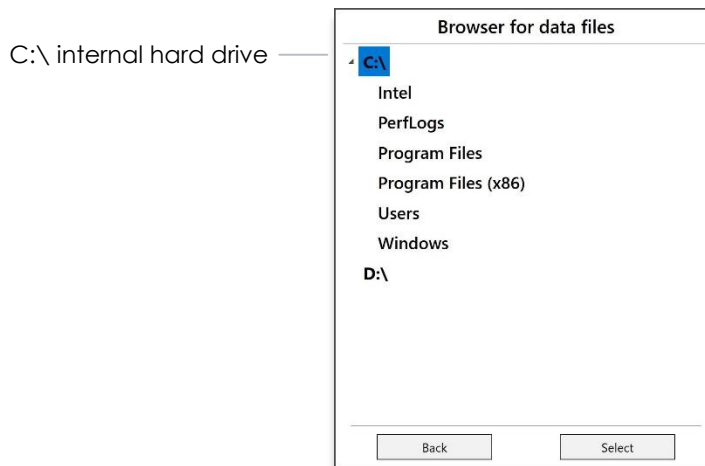 Browser for data files
C:\ internal hard drive
C:\
Intel
PerfLogs
Program Files
Program Files (x86)
Users
Windows
D:\
Back
Select